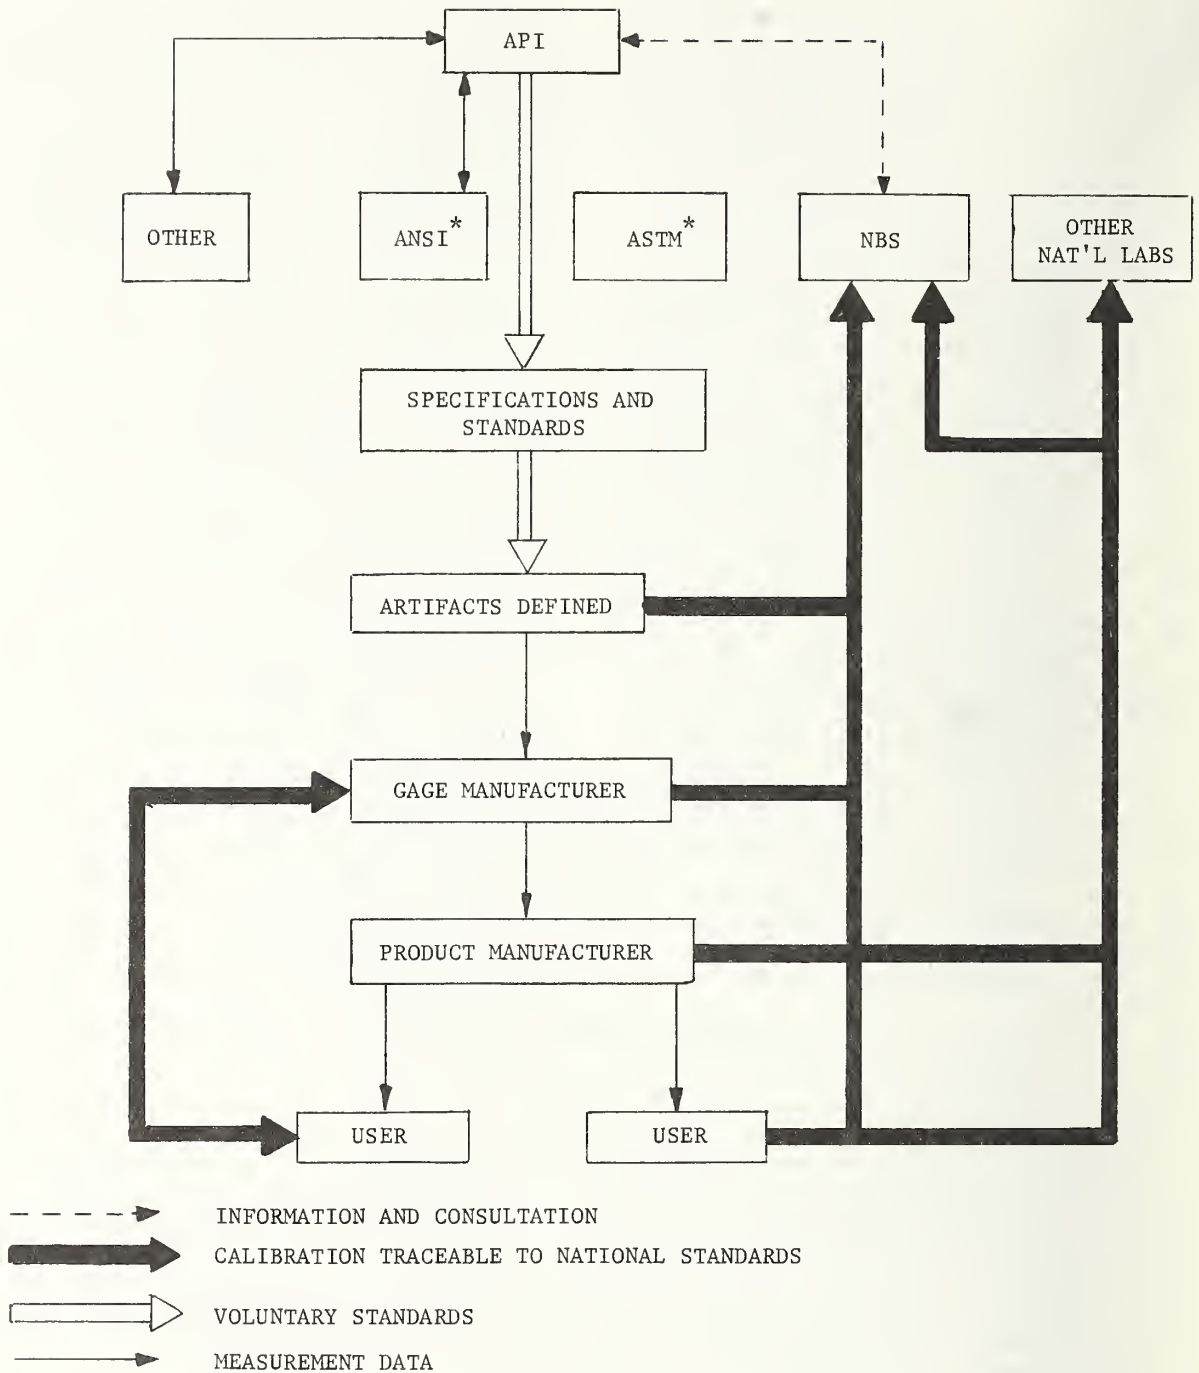 API
OTHER
ANSI*
ASTM*
NBS
OTHER
NAT'L LABS
SPECIFICATIONS AND
STANDARDS
ARTIFACTS DEFINED
GAGE MANUFACTURER
PRODUCT MANUFACTURER
USER
USER
INFORMATION AND CONSULTATION
CALIBRATION TRACEABLE TO NATIONAL STANDARDS
VOLUNTARY STANDARDS
MEASUREMENT DATA